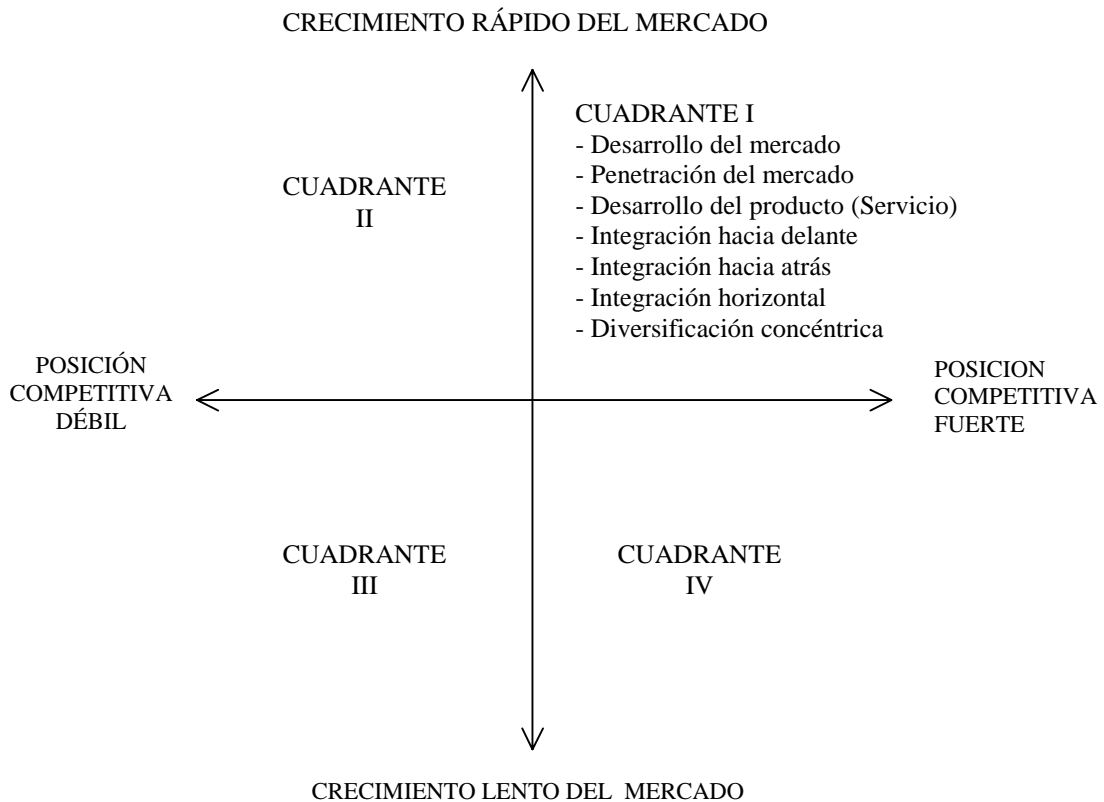 CRECIMIENTO RÁPIDO DEL MERCADO
CUADRANTE I
- Desarrollo del mercado
- Penetración del mercado
- Desarrollo del producto (Servicio)
- Integración hacia delante
- Integración hacia atrás
- Integración horizontal
- Diversificación concéntrica
CUADRANTE
II
POSICIÓN
COMPETITIVA
DÉBIL
POSICION
COMPETITIVA
FUERTE
CUADRANTE
III
CUADRANTE
IV
CRECIMIENTO LENTO DEL  MERCADO